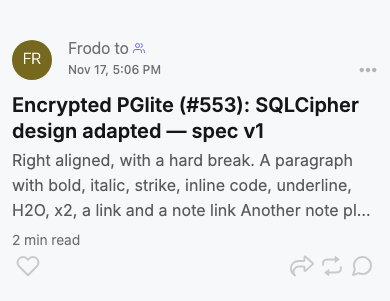 FR
Frodo to
Nov 17, 5:06 PM
Encrypted PGlite (#553): SQLCipher
design adapted — spec v1
Right aligned, with a hard break. A paragraph
with bold, italic, strike, inline code, underline,
H2O, x2, a link and a note link Another note pl...
2 min read